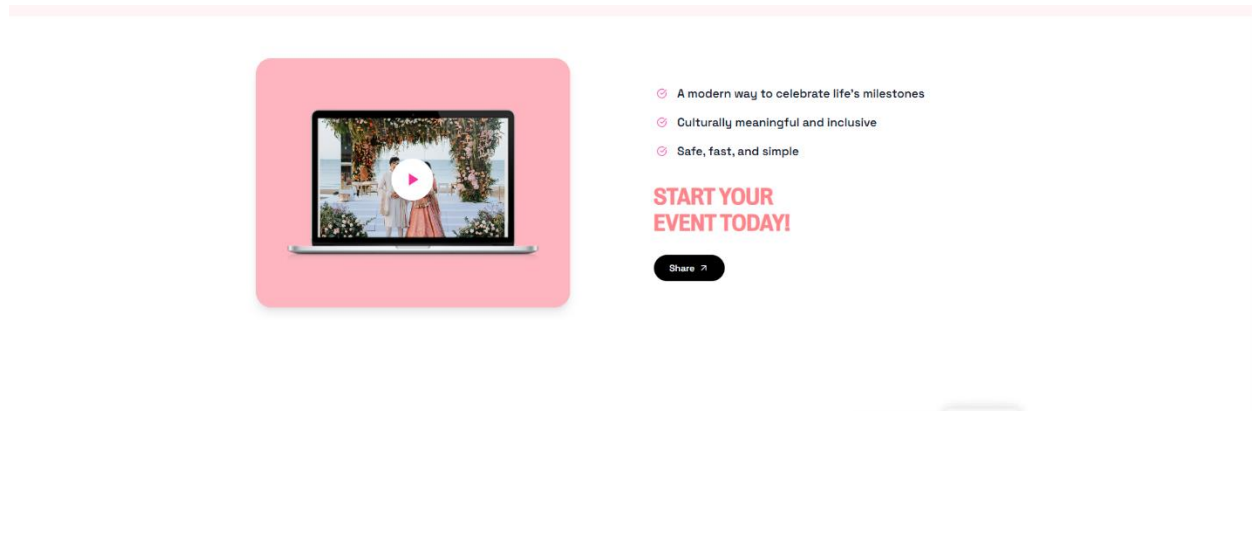 A modern way to celebrate life's milestones
Culturally meaningful and inclusive
Safe, fast, and simple
START YOUR
EVENT TODAY!
Share